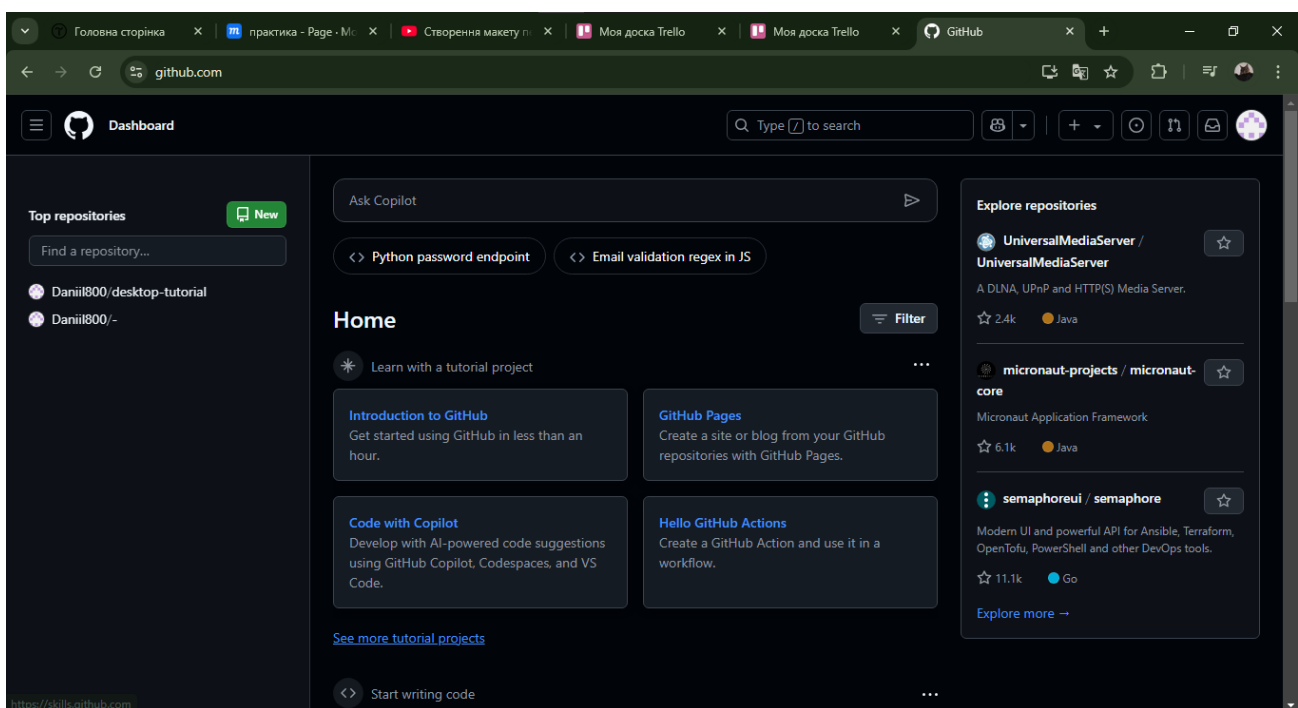 Головна сторінка
практика - Page · Mo
Створення макету п
Моя доска Trello
Моя доска Trello
GitHub
github.com
Dashboard
Type / to search
Top repositories
New
Find a repository...
Daniil800/desktop-tutorial
Daniil800/-
Ask Copilot
Python password endpoint
Email validation regex in JS
Home
Filter
Learn with a tutorial project
Introduction to GitHub
Get started using GitHub in less than an
hour.
GitHub Pages
Create a site or blog from your GitHub
repositories with GitHub Pages.
Code with Copilot
Develop with AI-powered code suggestions
using GitHub Copilot, Codespaces, and VS
Code.
Hello GitHub Actions
Create a GitHub Action and use it in a
workflow.
See more tutorial projects
Start writing code
Explore repositories
UniversalMediaServer /
UniversalMediaServer
A DLNA, UPnP and HTTP(S) Media Server.
2.4k Java
micronaut-projects / micronaut-
core
Micronaut Application Framework
6.1k Java
semaphoreui / semaphore
Modern UI and powerful API for Ansible, Terraform,
OpenTofu, PowerShell and other DevOps tools.
11.1k Go
Explore more →
https://skills.github.com